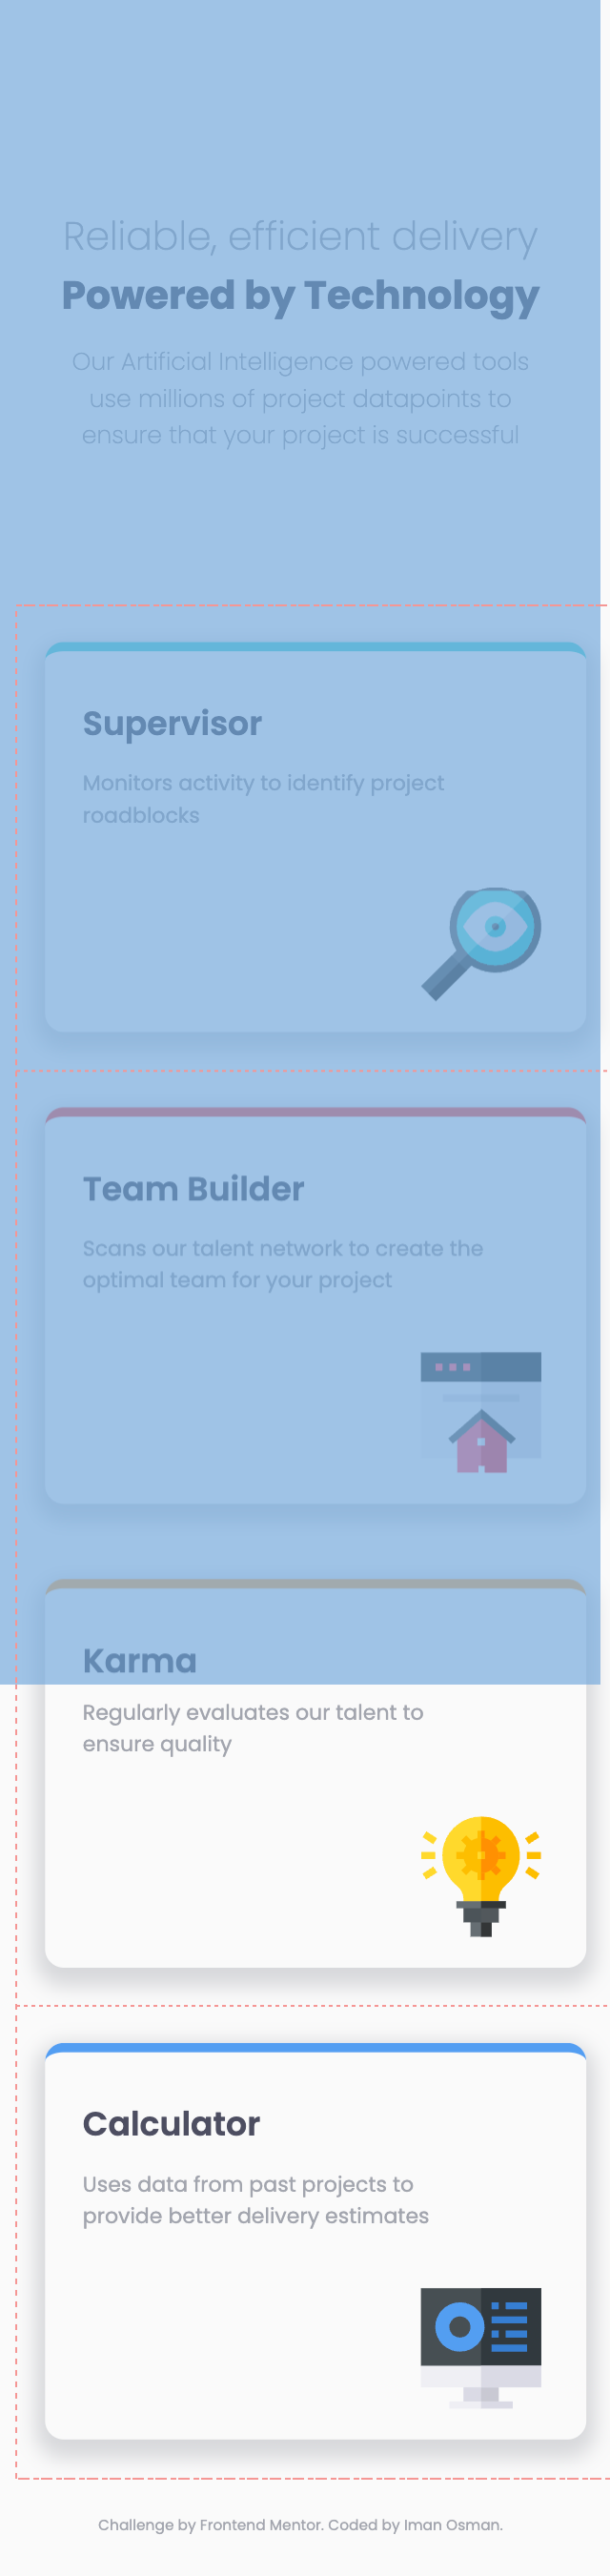 Reliable, efficient delivery
Powered by Technology
Our Artificial Intelligence powered tools
use millions of project datapoints to
ensure that your project is successful
Supervisor
Monitors activity to identify project
roadblocks
Team Builder
Scans our talent network to create the
optimal team for your project
Karma
Regularly evaluates our talent to
ensure quality
Calculator
Uses data from past projects to
provide better delivery estimates
Challenge by Frontend Mentor. Coded by Iman Osman.